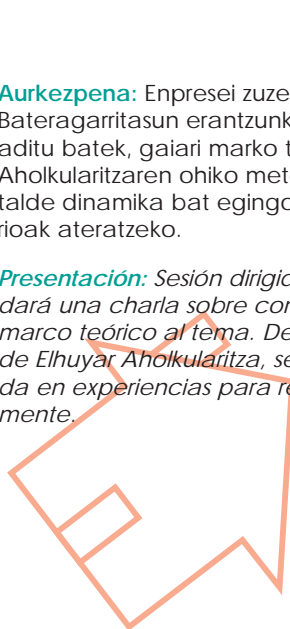 Aurkezpena: Enpresei zuze
Bateragarritasun erantzunk
aditu batek, gaiari marko t
Aholkularitzaren ohiko met
talde dinamika bat egingo
rioak ateratzeko.
Presentación: Sesión dirigid
dará una charla sobre con
marco teórico al tema. De
de Elhuyar Aholkularitza, se
da en experiencias para re
mente.